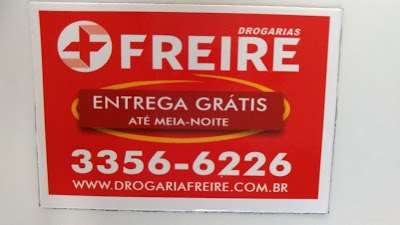 DROGARIAS
FREIRE
ENTREGA GRÁTIS
ATÉ MEIA-NOITE
3356-6226
WWW.DROGARIAFREIRE.COM.BR